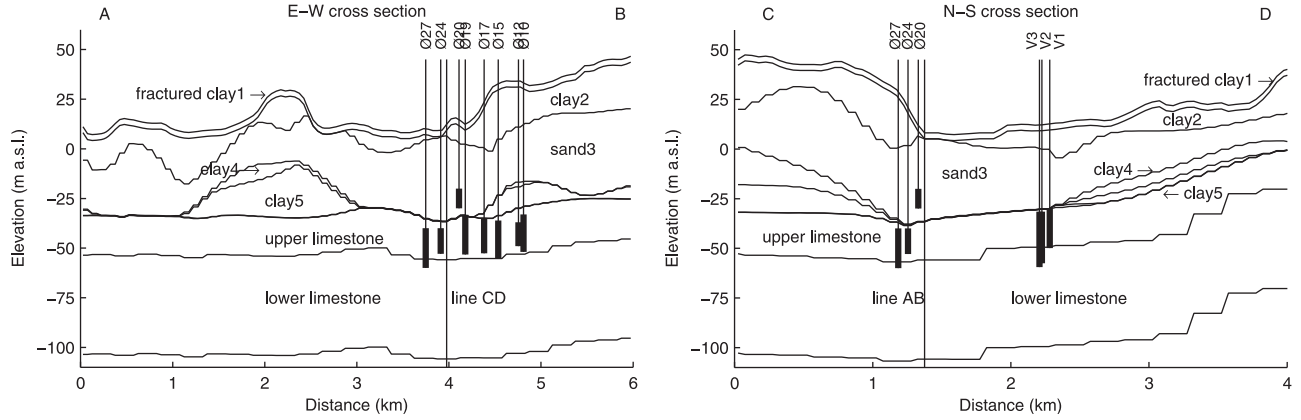 A
E–W cross section
B
Ø27
Ø24
Ø20
Ø19
Ø17
Ø15
Ø16
50
25
0
−25
−50
−75
−100
Elevation (m a.s.l.)
fractured clay1
clay2
sand3
clay4
clay5
upper limestone
lower limestone
line CD
0
1
2
3
4
5
6
Distance (km)
C
N–S cross section
D
Ø27
Ø24
Ø20
V3
V2
V1
50
25
0
−25
−50
−75
−100
Elevation (m a.s.l.)
fractured clay1
clay2
sand3
clay4
clay5
upper limestone
line AB
lower limestone
0
1
2
3
4
Distance (km)